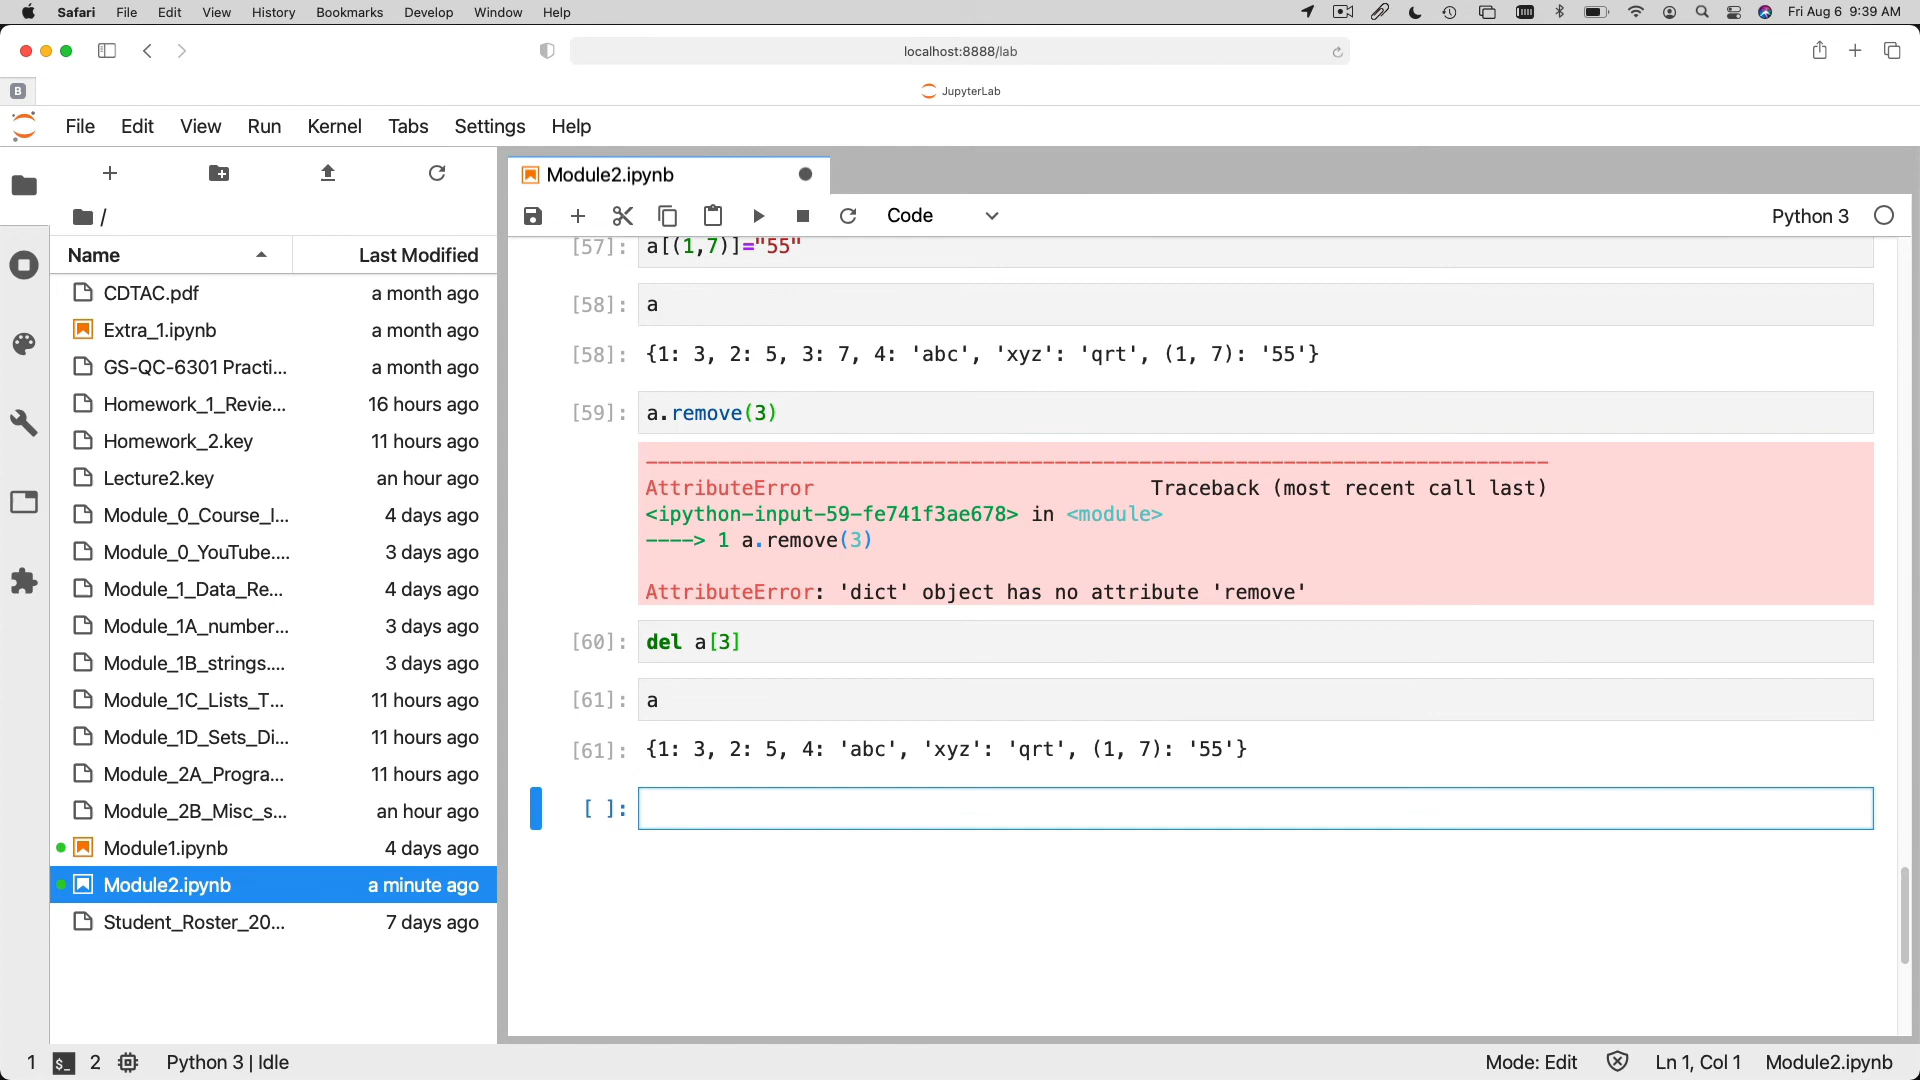 Safari File Edit View History Bookmarks Develop Window Help Fri Aug 6 9:39 AM
localhost:8888/lab
B JupyterLab
File Edit View Run Kernel Tabs Settings Help
Module2.ipynb
/
Code Python 3
Name Last Modified
CDTAC.pdf a month ago
Extra_1.ipynb a month ago
GS-QC-6301 Practi... a month ago
Homework_1_Revie... 16 hours ago
Homework_2.key 11 hours ago
Lecture2.key an hour ago
Module_0_Course_I... 4 days ago
Module_0_YouTube.... 3 days ago
Module_1_Data_Re... 4 days ago
Module_1A_number... 3 days ago
Module_1B_strings.... 3 days ago
Module_1C_Lists_T... 11 hours ago
Module_1D_Sets_Di... 11 hours ago
Module_2A_Progra... 11 hours ago
Module_2B_Misc_s... an hour ago
Module1.ipynb 4 days ago
Module2.ipynb a minute ago
Student_Roster_20... 7 days ago
[57]: a[(1,7)]="55"
[58]: a
[58]: {1: 3, 2: 5, 3: 7, 4: 'abc', 'xyz': 'qrt', (1, 7): '55'}
[59]: a.remove(3)
---------------------------------------------------------------------------
AttributeError Traceback (most recent call last)
<ipython-input-59-fe741f3ae678> in <module>
----> 1 a.remove(3)
AttributeError: 'dict' object has no attribute 'remove'
[60]: del a[3]
[61]: a
[61]: {1: 3, 2: 5, 4: 'abc', 'xyz': 'qrt', (1, 7): '55'}
[ ]:
1 $_ 2 Python 3 | Idle Mode: Edit Ln 1, Col 1 Module2.ipynb